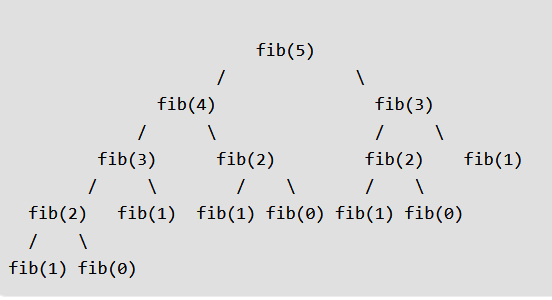 fib(5)
/ \
fib(4) fib(3)
/ \ / \
fib(3) fib(2) fib(2) fib(1)
/ \ / \ / \
fib(2) fib(1) fib(1) fib(0) fib(1) fib(0)
/ \
fib(1) fib(0)